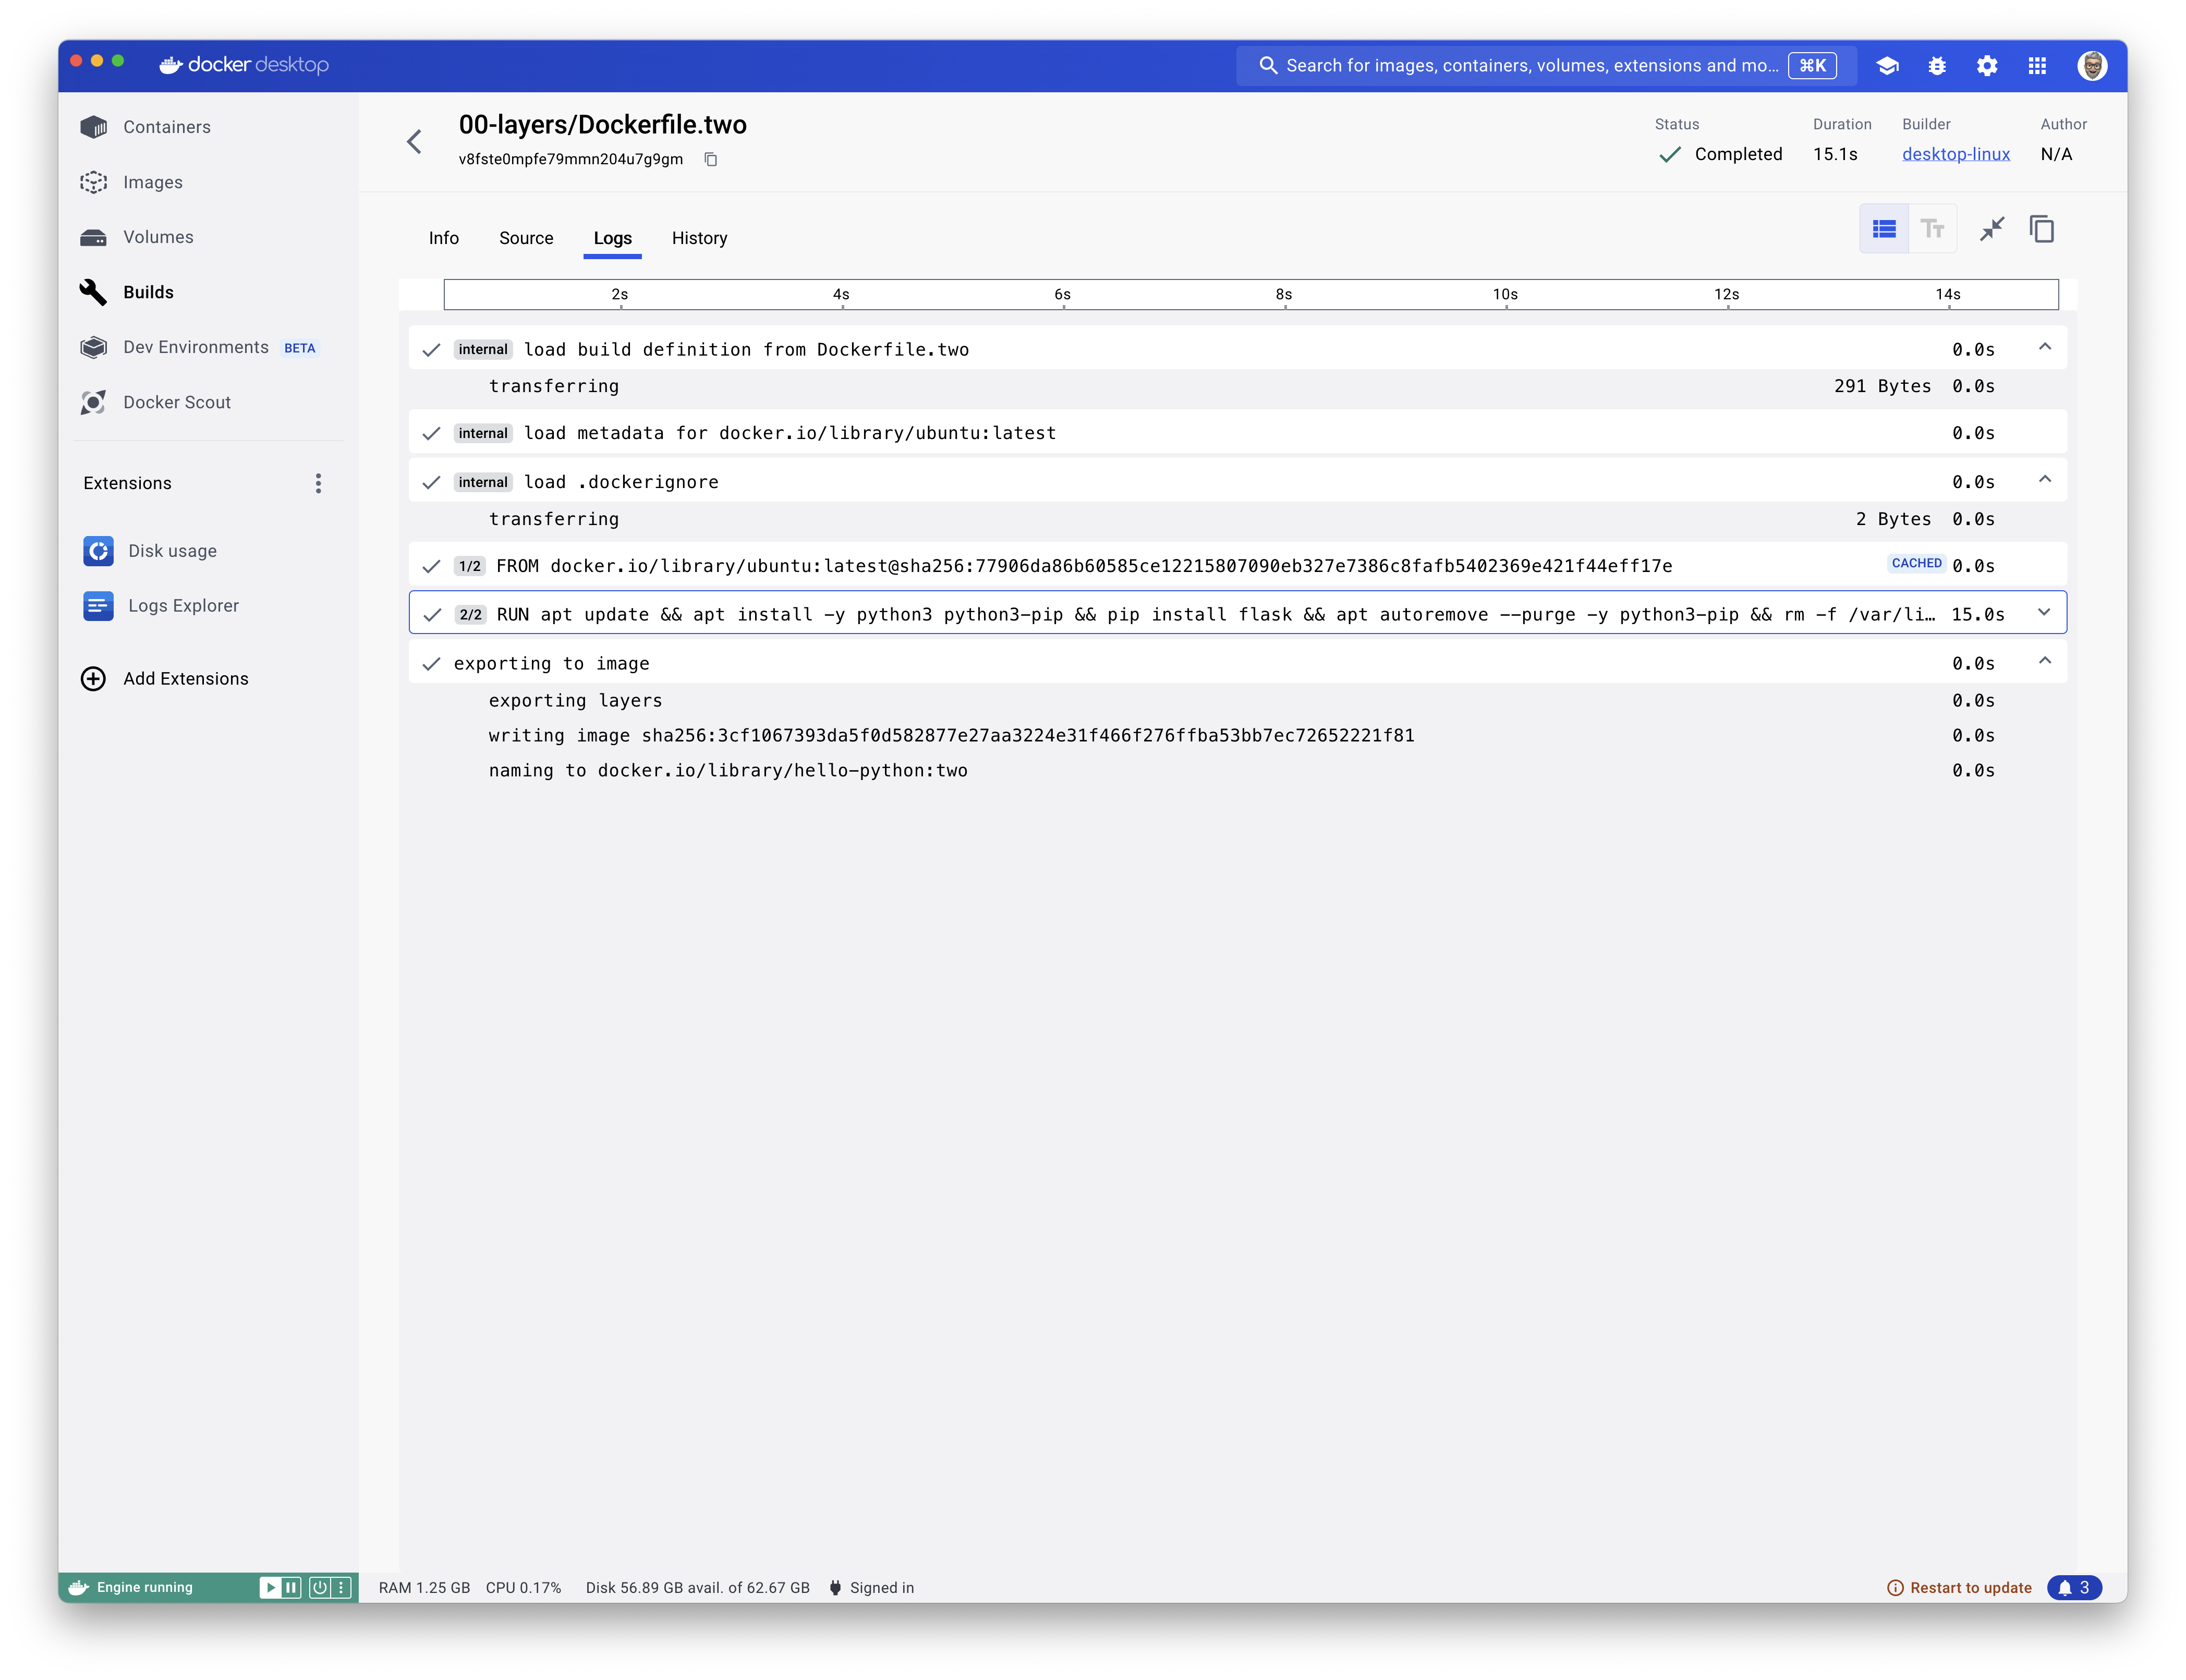 docker desktop
Search for images, containers, volumes, extensions and mo... ⌘K
Containers
Images
Volumes
Builds
Dev Environments BETA
Docker Scout
Extensions
Disk usage
Logs Explorer
Add Extensions
00-layers/Dockerfile.two
v8fste0mpfe79mmn204u7g9gm
Status
Completed
Duration
15.1s
Builder
desktop-linux
Author
N/A
Info Source Logs History
Tт
2s 4s 6s 8s 10s 12s 14s
internal load build definition from Dockerfile.two 0.0s
transferring 291 Bytes 0.0s
internal load metadata for docker.io/library/ubuntu:latest 0.0s
internal load .dockerignore 0.0s
transferring 2 Bytes 0.0s
1/2 FROM docker.io/library/ubuntu:latest@sha256:77906da86b60585ce12215807090eb327e7386c8fafb5402369e421f44eff17e CACHED 0.0s
2/2 RUN apt update && apt install -y python3 python3-pip && pip install flask && apt autoremove --purge -y python3-pip && rm -f /var/li… 15.0s
exporting to image 0.0s
exporting layers 0.0s
writing image sha256:3cf1067393da5f0d582877e27aa3224e31f466f276ffba53bb7ec72652221f81 0.0s
naming to docker.io/library/hello-python:two 0.0s
Engine running
RAM 1.25 GB CPU 0.17% Disk 56.89 GB avail. of 62.67 GB Signed in
Restart to update 3